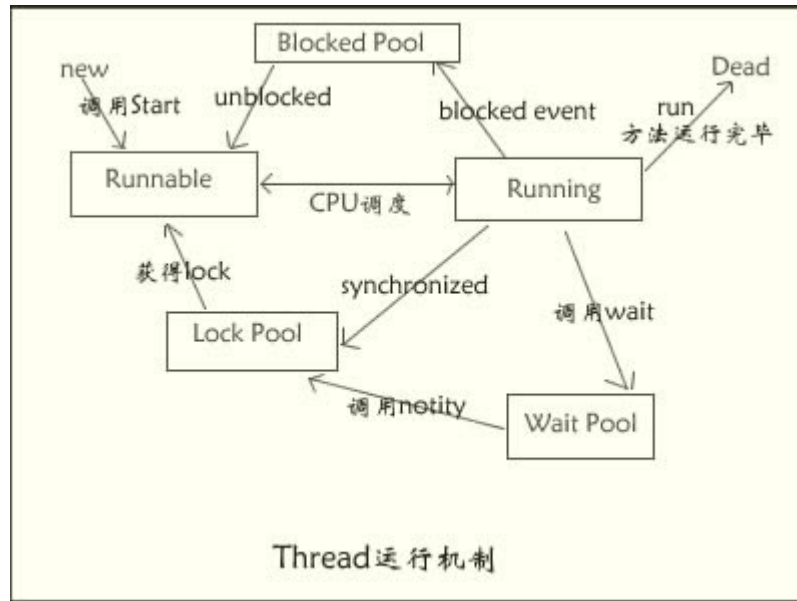 Blocked Pool
new
Dead
调用Start
unblocked
blocked event
run
方法运行完毕
Runnable
Running
CPU调度
获得lock
synchronized
调用wait
Lock Pool
调用notity
Wait Pool
Thread运行机制